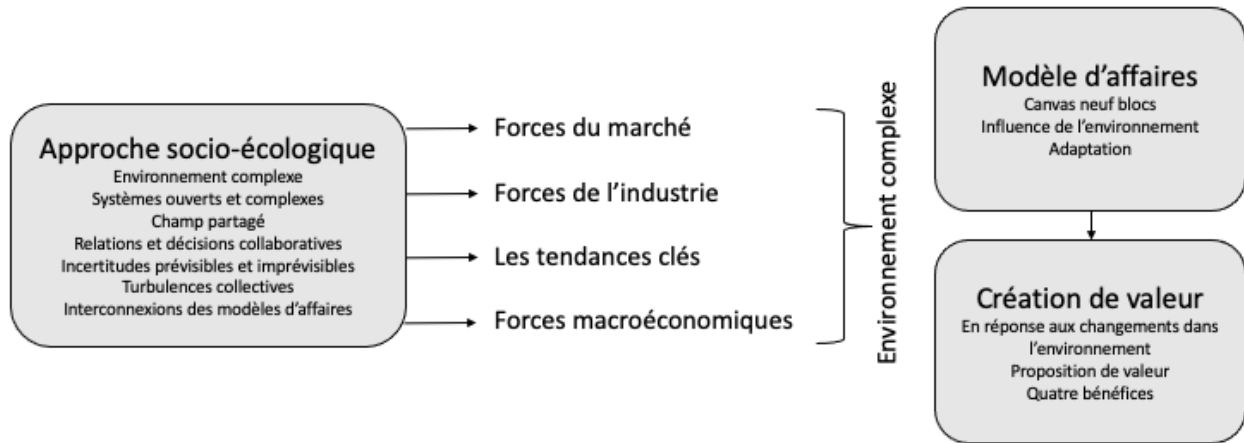 Approche socio-écologique
Environnement complexe
Systèmes ouverts et complexes
Champ partagé
Relations et décisions collaboratives
Incertitudes prévisibles et imprévisibles
Turbulences collectives
Interconnexions des modèles d'affaires
Forces du marché
Forces de l'industrie
Les tendances clés
Forces macroéconomiques
Environnement complexe
Modèle d'affaires
Canvas neuf blocs
Influence de l'environnement
Adaptation
Création de valeur
En réponse aux changements dans
l'environnement
Proposition de valeur
Quatre bénéfices